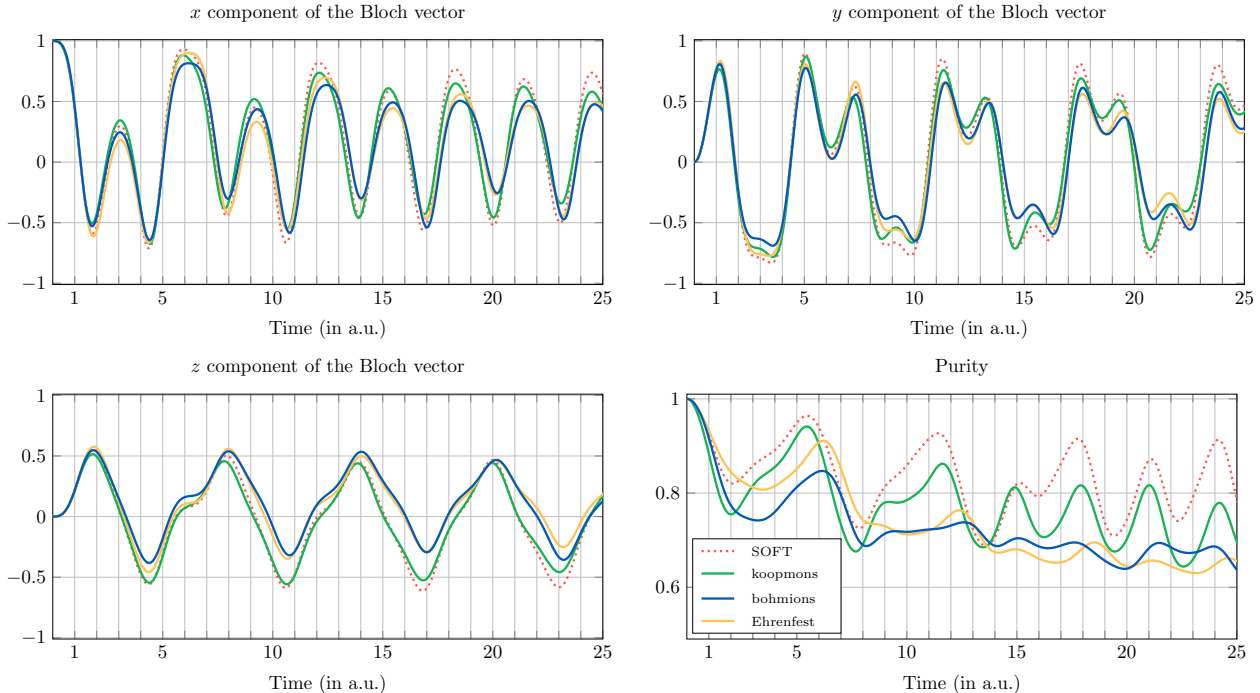 x component of the Bloch vector
1
0.5
0
−0.5
−1
1 5 10 15 20 25
Time (in a.u.)
y component of the Bloch vector
1
0.5
0
−0.5
−1
1 5 10 15 20 25
Time (in a.u.)
z component of the Bloch vector
1
0.5
0
−0.5
−1
1 5 10 15 20 25
Time (in a.u.)
Purity
1
0.8
0.6
SOFT
koopmons
bohmions
Ehrenfest
1 5 10 15 20 25
Time (in a.u.)